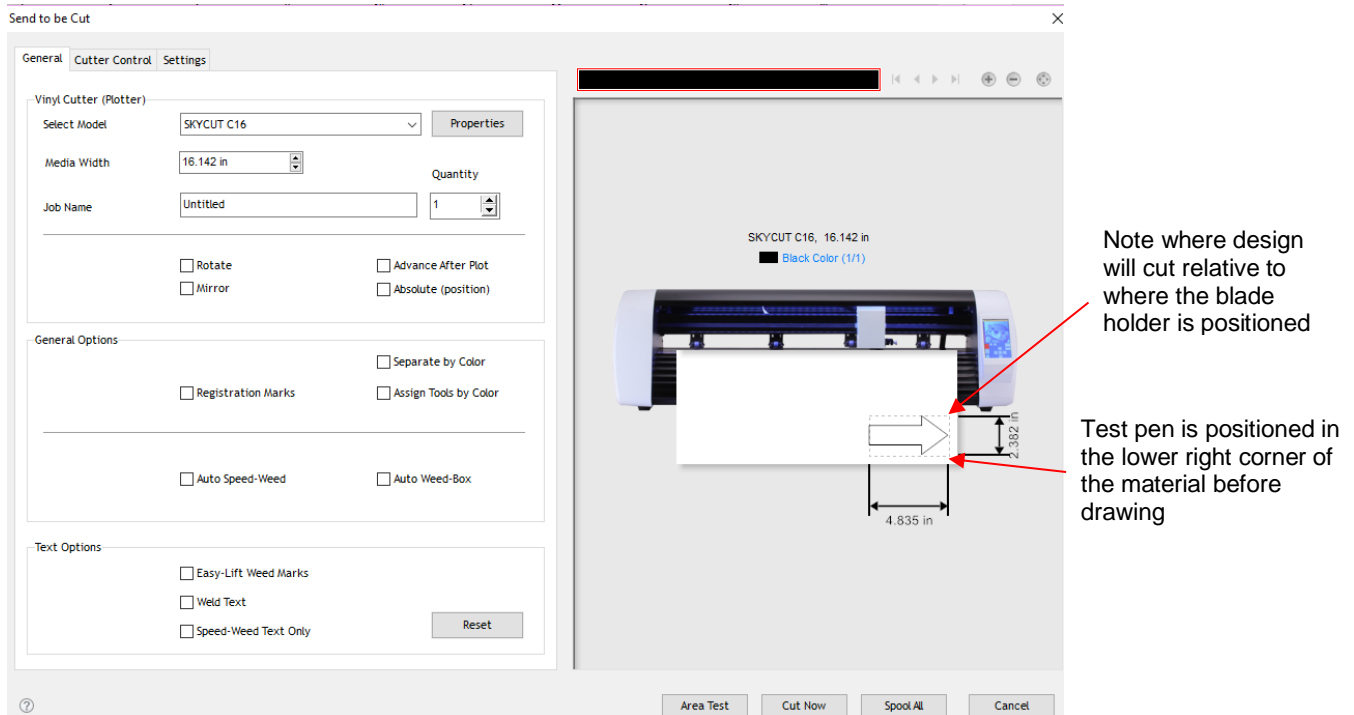 Send to be Cut
General Cutter Control Settings
Vinyl Cutter (Plotter)
Select Model SKYCUT C16 Properties
Media Width 16.142 in
Quantity
Job Name Untitled 1
Rotate Advance After Plot
Mirror Absolute (position)
General Options
Separate by Color
Registration Marks Assign Tools by Color
Auto Speed-Weed Auto Weed-Box
Text Options
Easy-Lift Weed Marks
Weld Text
Speed-Weed Text Only
Reset
SKYCUT C16, 16.142 in
Black Color (1/1)
2.382 in
4.835 in
Note where design
will cut relative to
where the blade
holder is positioned
Test pen is positioned in
the lower right corner of
the material before
drawing
Area Test Cut Now Spool All Cancel